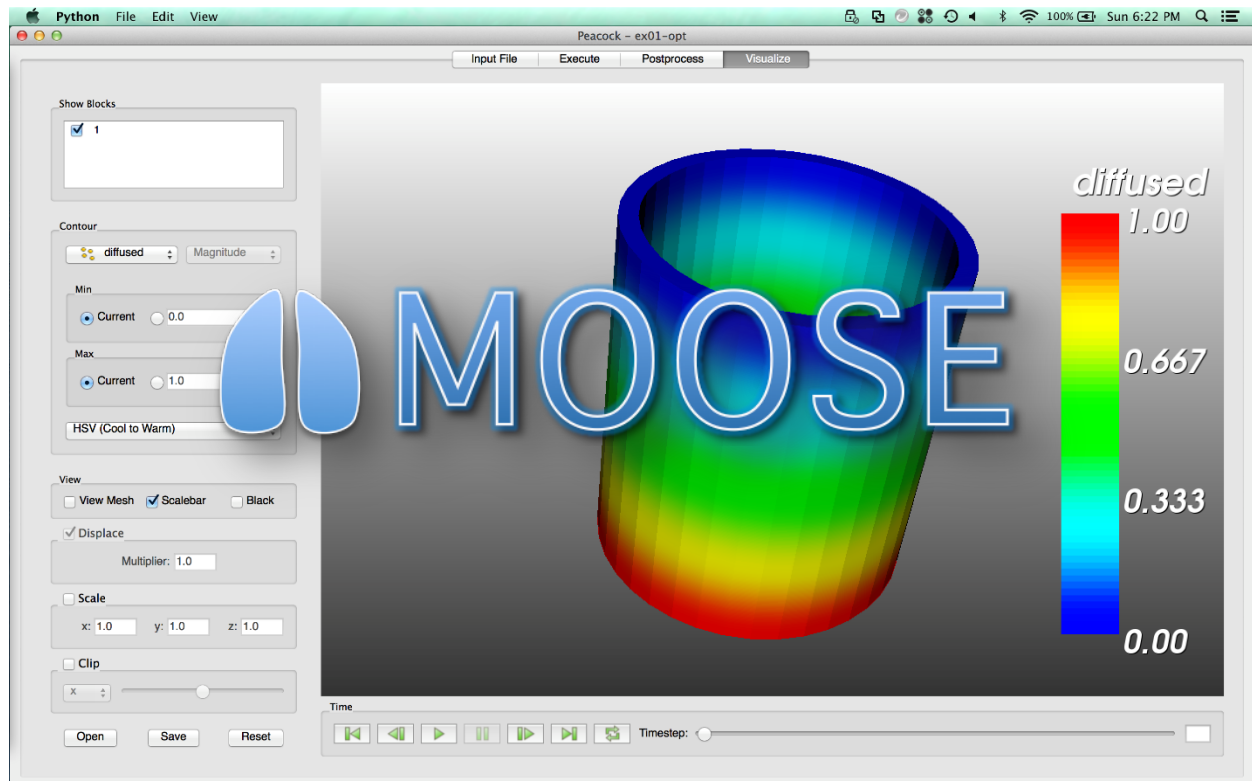 Python File Edit View 100% Sun 6:22 PM
Peacock - ex01-opt
Input File Execute Postprocess Visualize
Show Blocks
1
Contour
diffused Magnitude
Min
Current 0.0
Max
Current 1.0
HSV (Cool to Warm)
View
View Mesh Scalebar Black
Displace
Multiplier: 1.0
Scale
x: 1.0 y: 1.0 z: 1.0
Clip
x
Open Save Reset
MOOSE
diffused
1.00
0.667
0.333
0.00
Time
Timestep: